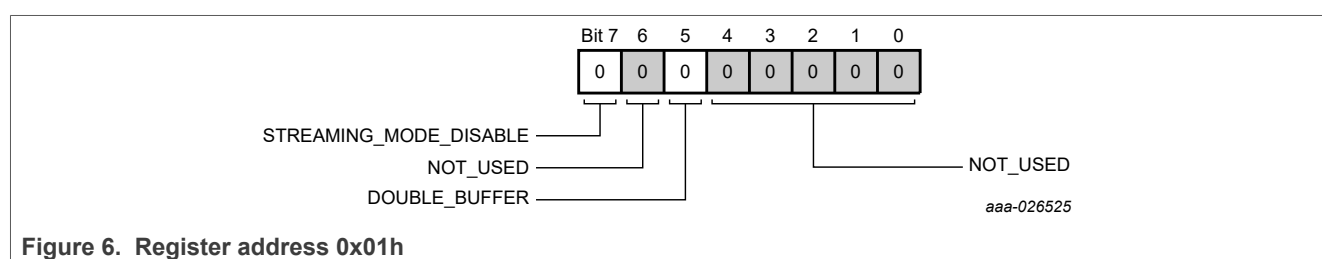 Bit 7 6 5 4 3 2 1 0
0 0 0 0 0 0 0 0
STREAMING_MODE_DISABLE
NOT_USED
DOUBLE_BUFFER
NOT_USED
aaa-026525
Figure 6. Register address 0x01h